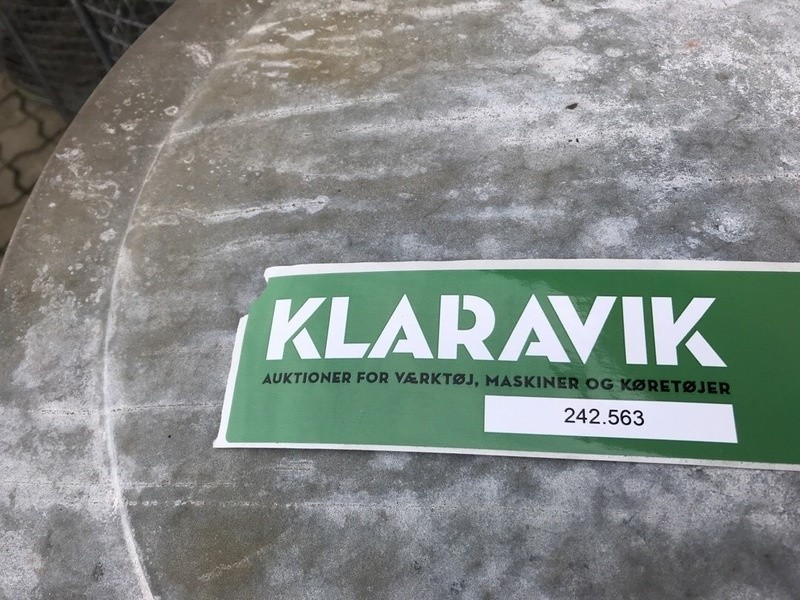 KLARAVIK
AUKTIONER FOR VÆRKTØJ, MASKINER OG KØRETØJER
242.563